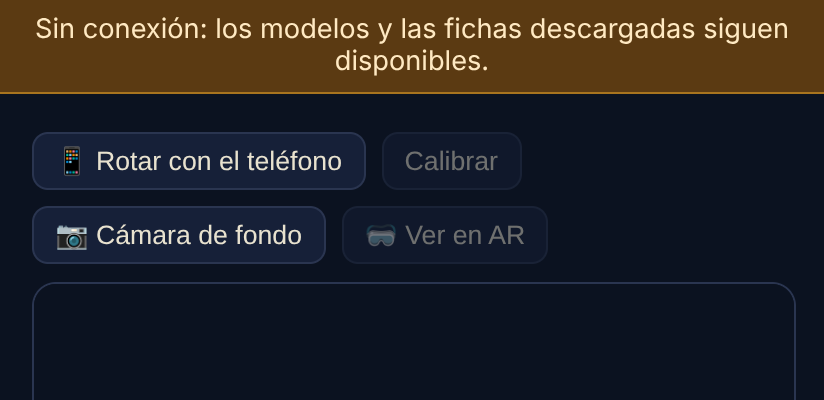 Sin conexión: los modelos y las fichas descargadas siguen
disponibles.
Rotar con el teléfono
Calibrar
Cámara de fondo
Ver en AR